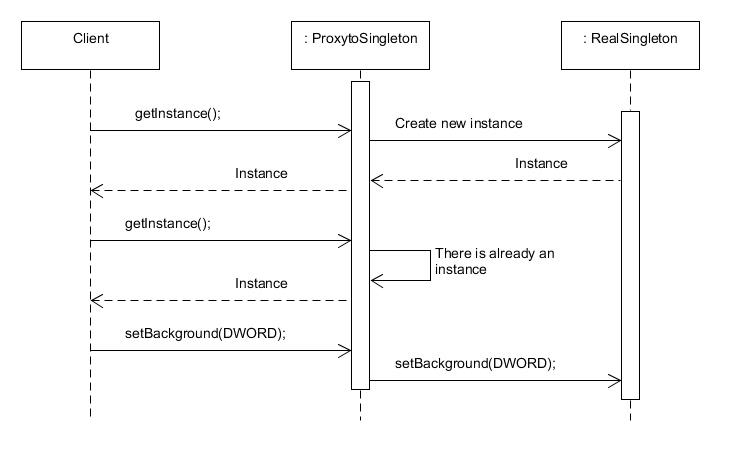 Client
: ProxytoSingleton
: RealSingleton
getInstance();
Create new instance
Instance
Instance
getInstance();
There is already an
instance
Instance
setBackground(DWORD);
setBackground(DWORD);